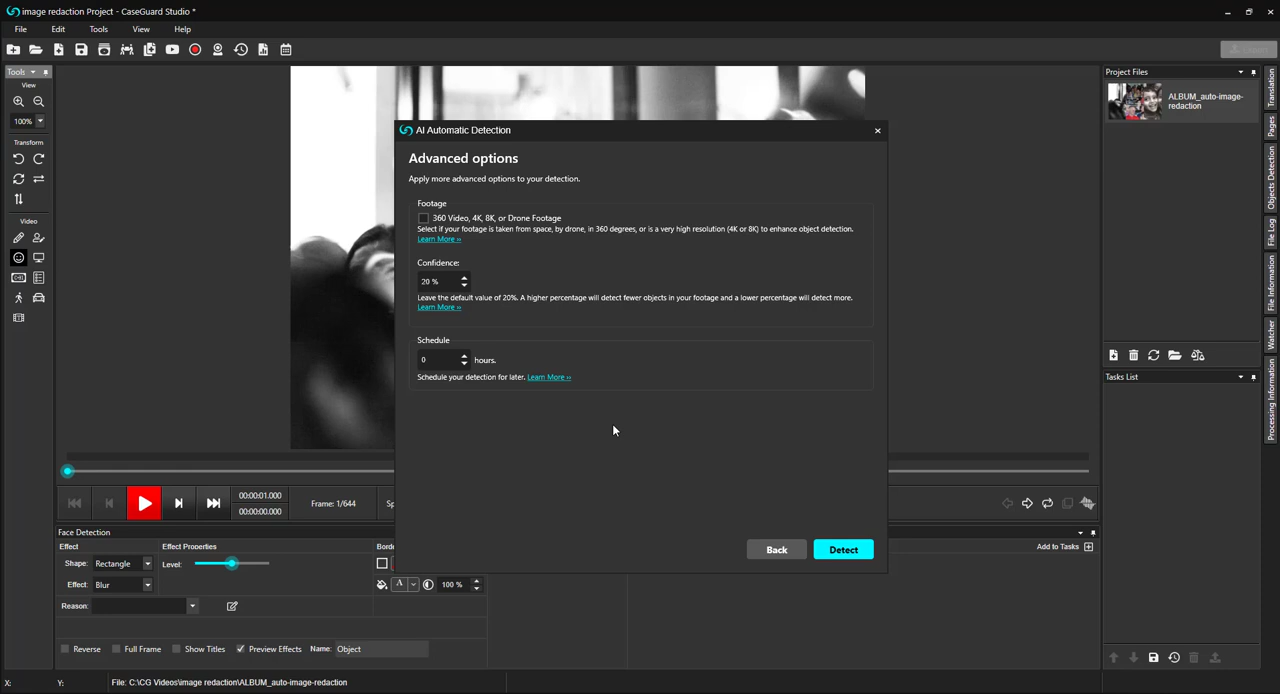 image redaction Project - CaseGuard Studio *
File Edit Tools View Help
Tools
View
100%
Transform
Video
AI Automatic Detection
Advanced options
Apply more advanced options to your detection.
Footage
360 Video, 4K, 8K, or Drone Footage
Select if your footage is taken from space, by drone, in 360 degrees, or is a very high resolution (4K or 8K) to enhance object detection.
Learn More ››
Confidence:
20 %
Leave the default value of 20%. A higher percentage will detect fewer objects in your footage and a lower percentage will detect more.
Learn More ››
Schedule
0 hours.
Schedule your detection for later. Learn More ››
Back Detect
Project Files
ALBUM_auto-image-
redaction
Tasks List
Translation
Pages
Objects Detection
File Log
File Information
Watcher
Processing Information
00:00:01.000
00:00:00.000
Frame: 1/644
Face Detection
Add to Tasks
Effect Effect Properties
Shape: Rectangle Level:
Effect: Blur A 100 %
Reason:
Reverse Full Frame Show Titles Preview Effects Name: Object
X: Y: File: C:\CG Videos\image redaction\ALBUM_auto-image-redaction